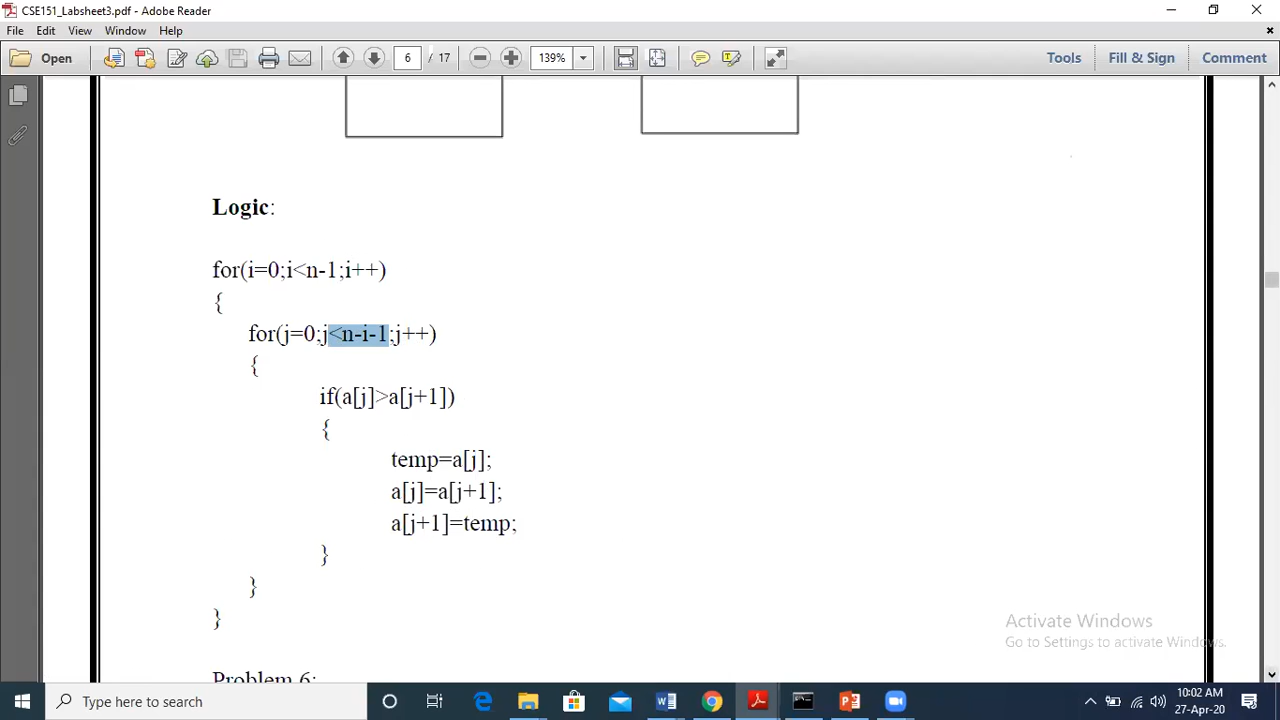 CSE151_Labsheet3.pdf - Adobe Reader
File Edit View Window Help
Open 6 / 17 139% Tools Fill & Sign Comment
Logic:
for(i=0;i<n-1;i++)
{
for(j=0;j<n-i-1;j++)
{
if(a[j]>a[j+1])
{
temp=a[j];
a[j]=a[j+1];
a[j+1]=temp;
}
}
}
Problem 6:
Activate Windows
Go to Settings to activate Windows.
Type here to search
10:02 AM
27-Apr-20